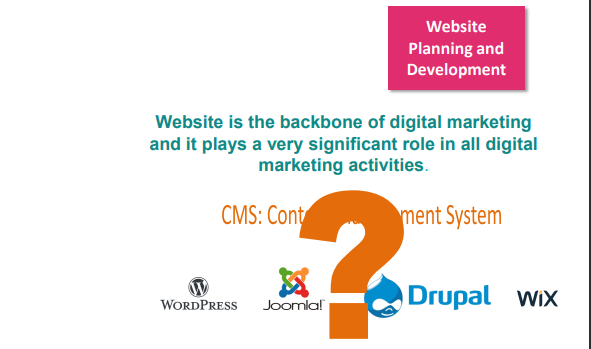 Website
Planning and
Development
Website is the backbone of digital marketing
and it plays a very significant role in all digital
marketing activities.
CMS: Cont ment System
?
WORDPRESS
Joomla!
Drupal
WiX